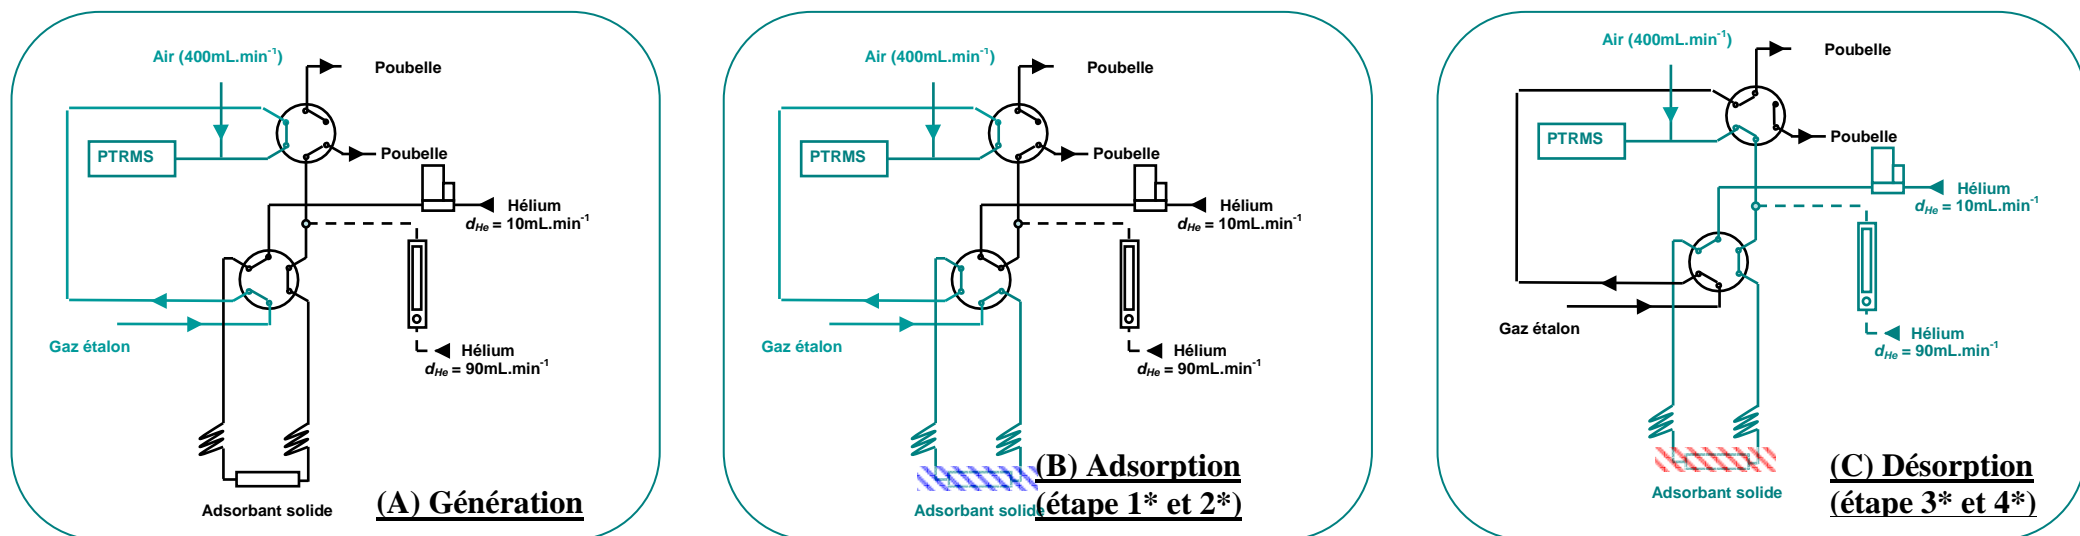 Air (400mL.min-1)
Poubelle
PTRMS
Poubelle
Hélium
dHe = 10mL.min-1
Gaz étalon
Hélium
dHe = 90mL.min-1
Adsorbant solide
(A) Génération
Air (400mL.min-1)
Poubelle
PTRMS
Poubelle
Hélium
dHe = 10mL.min-1
Gaz étalon
Hélium
dHe = 90mL.min-1
Adsorbant solide
(B) Adsorption
(étape 1* et 2*)
Air (400mL.min-1)
Poubelle
PTRMS
Poubelle
Hélium
dHe = 10mL.min-1
Gaz étalon
Hélium
dHe = 90mL.min-1
Adsorbant solide
(C) Désorption
(étape 3* et 4*)